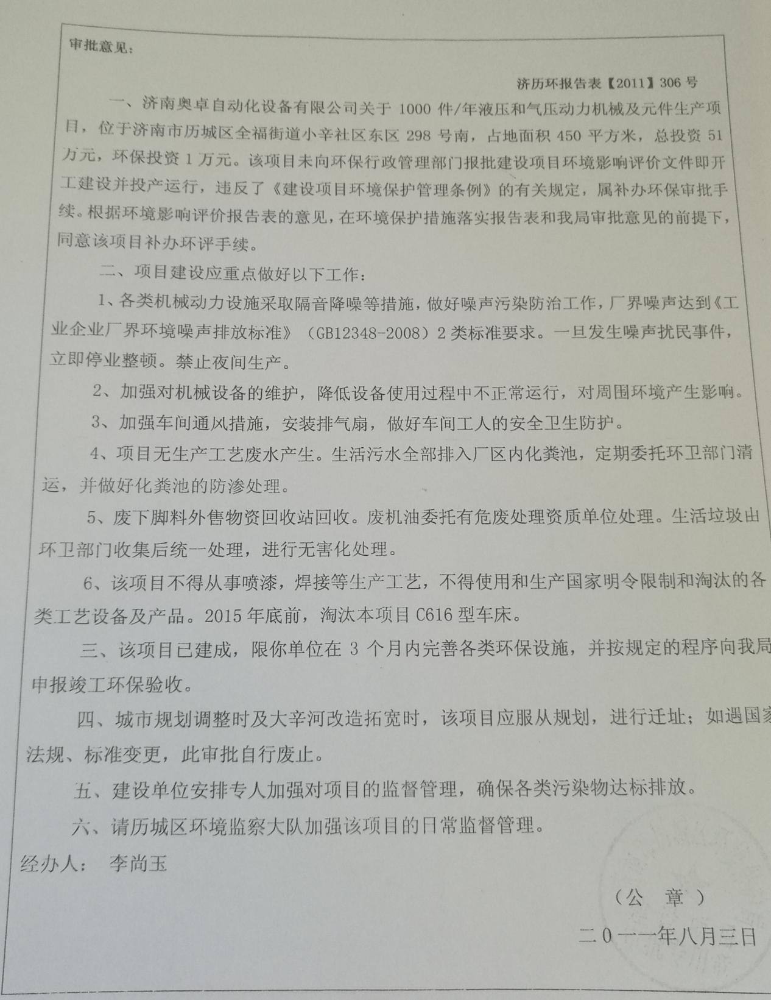 审批意见：
济历环报告表【2011】306 号
一、济南奥卓自动化设备有限公司关于 1000 件/年液压和气压动力机械及元件生产项
目，位于济南市历城区全福街道小辛社区东区 298 号南，占地面积 450 平方米，总投资 51
万元，环保投资 1 万元。该项目未向环保行政管理部门报批建设项目环境影响评价文件即开
工建设并投产运行，违反了《建设项目环境保护管理条例》的有关规定，属补办环保审批手
续。根据环境影响评价报告表的意见，在环境保护措施落实报告表和我局审批意见的前提下，
同意该项目补办环评手续。
二、项目建设应重点做好以下工作：
1、各类机械动力设施采取隔音降噪等措施，做好噪声污染防治工作，厂界噪声达到《工
业企业厂界环境噪声排放标准》（GB12348-2008）2 类标准要求。一旦发生噪声扰民事件，
立即停业整顿。禁止夜间生产。
2、加强对机械设备的维护，降低设备使用过程中不正常运行，对周围环境产生影响。
3、加强车间通风措施，安装排气扇，做好车间工人的安全卫生防护。
4、项目无生产工艺废水产生。生活污水全部排入厂区内化粪池，定期委托环卫部门清
运，并做好化粪池的防渗处理。
5、废下脚料外售物资回收站回收。废机油委托有危废处理资质单位处理。生活垃圾由
环卫部门收集后统一处理，进行无害化处理。
6、该项目不得从事喷漆，焊接等生产工艺，不得使用和生产国家明令限制和淘汰的各
类工艺设备及产品。2015 年底前，淘汰本项目 C616 型车床。
三、该项目已建成，限你单位在 3 个月内完善各类环保设施，并按规定的程序向我局
申报竣工环保验收。
四、城市规划调整时及大辛河改造拓宽时，该项目应服从规划，进行迁址；如遇国家
法规、标准变更，此审批自行废止。
五、建设单位安排专人加强对项目的监督管理，确保各类污染物达标排放。
六、请历城区环境监察大队加强该项目的日常监督管理。
经办人： 李尚玉
（公 章 ）
二0一一年八月三日